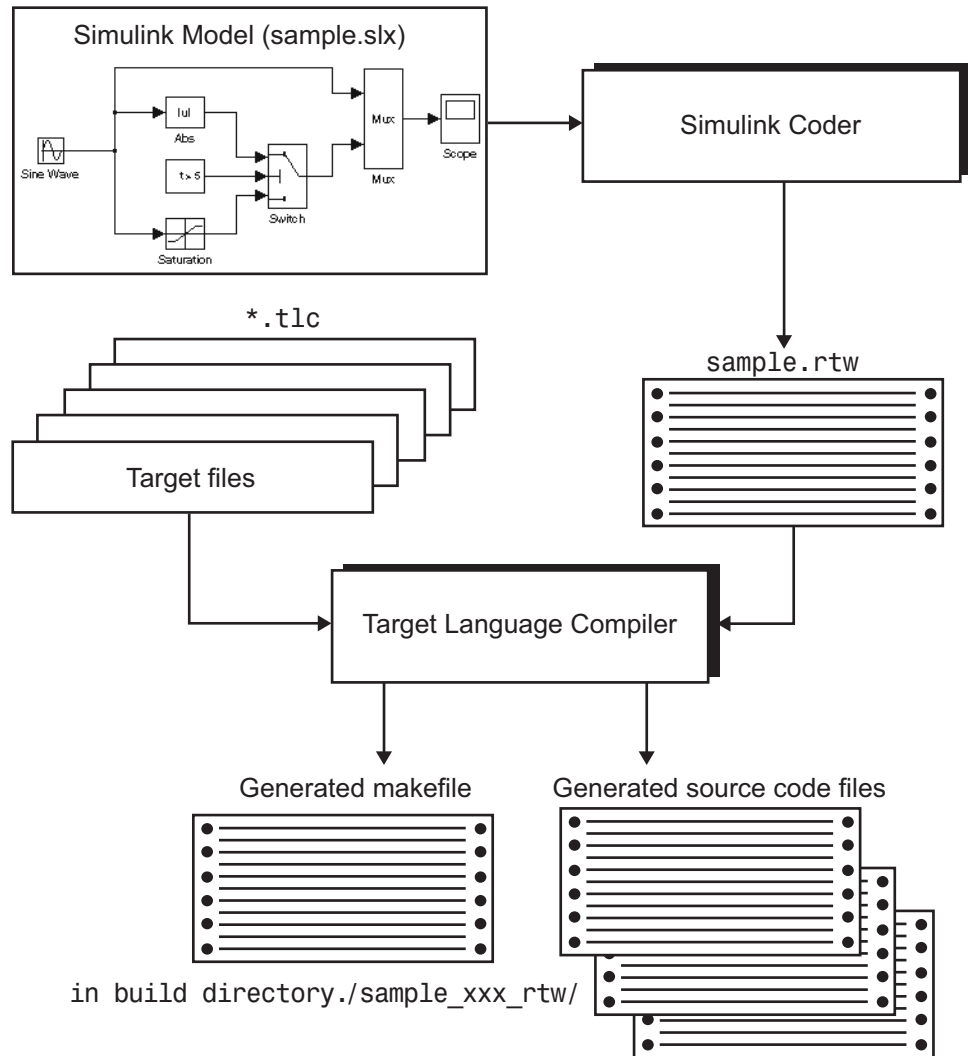 Simulink Model (sample.slx)
|u|
Abs
Mux
Mux
Scope
Sine Wave
t > 5
Switch
Saturation
Simulink Coder
*.tlc
Target files
sample.rtw
Target Language Compiler
Generated makefile
Generated source code files
in build directory./sample_xxx_rtw/